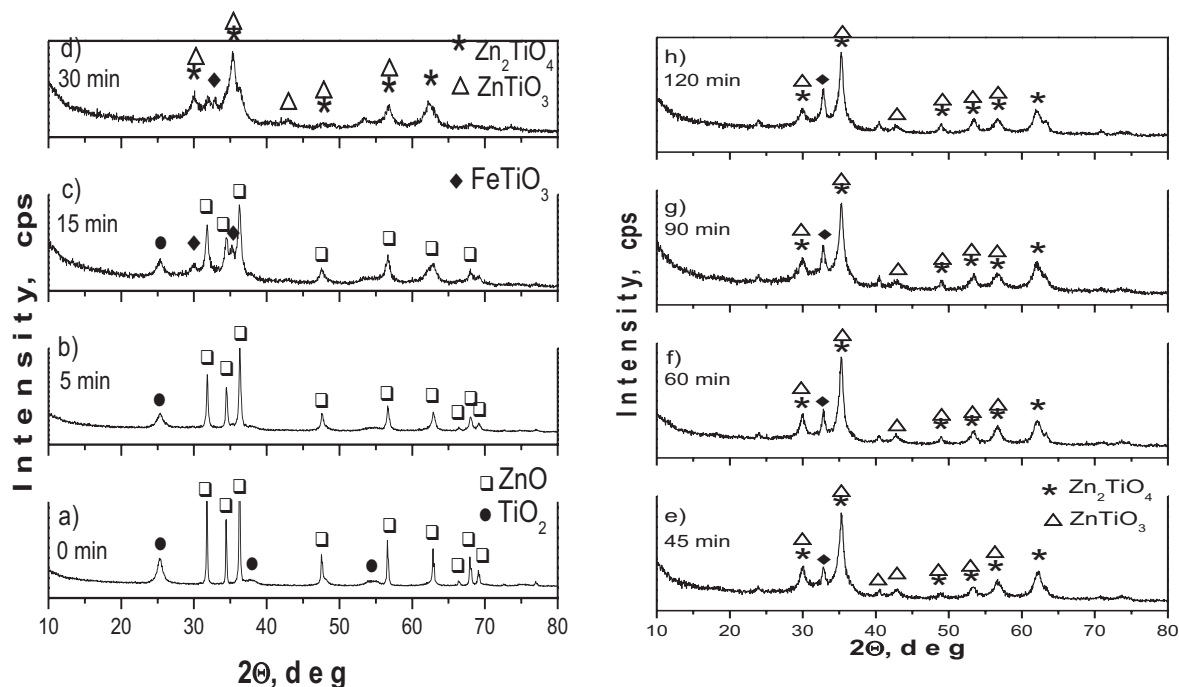 d)
30 min
Zn2TiO4
ZnTiO3
c)
15 min
FeTiO3
b)
5 min
a)
0 min
ZnO
TiO2
10 20 30 40 50 60 70 80
2Θ, deg
Intensity, cps
h)
120 min
g)
90 min
f)
60 min
e)
45 min
Zn2TiO4
ZnTiO3
10 20 30 40 50 60 70 80
2Θ, deg
Intensity, cps